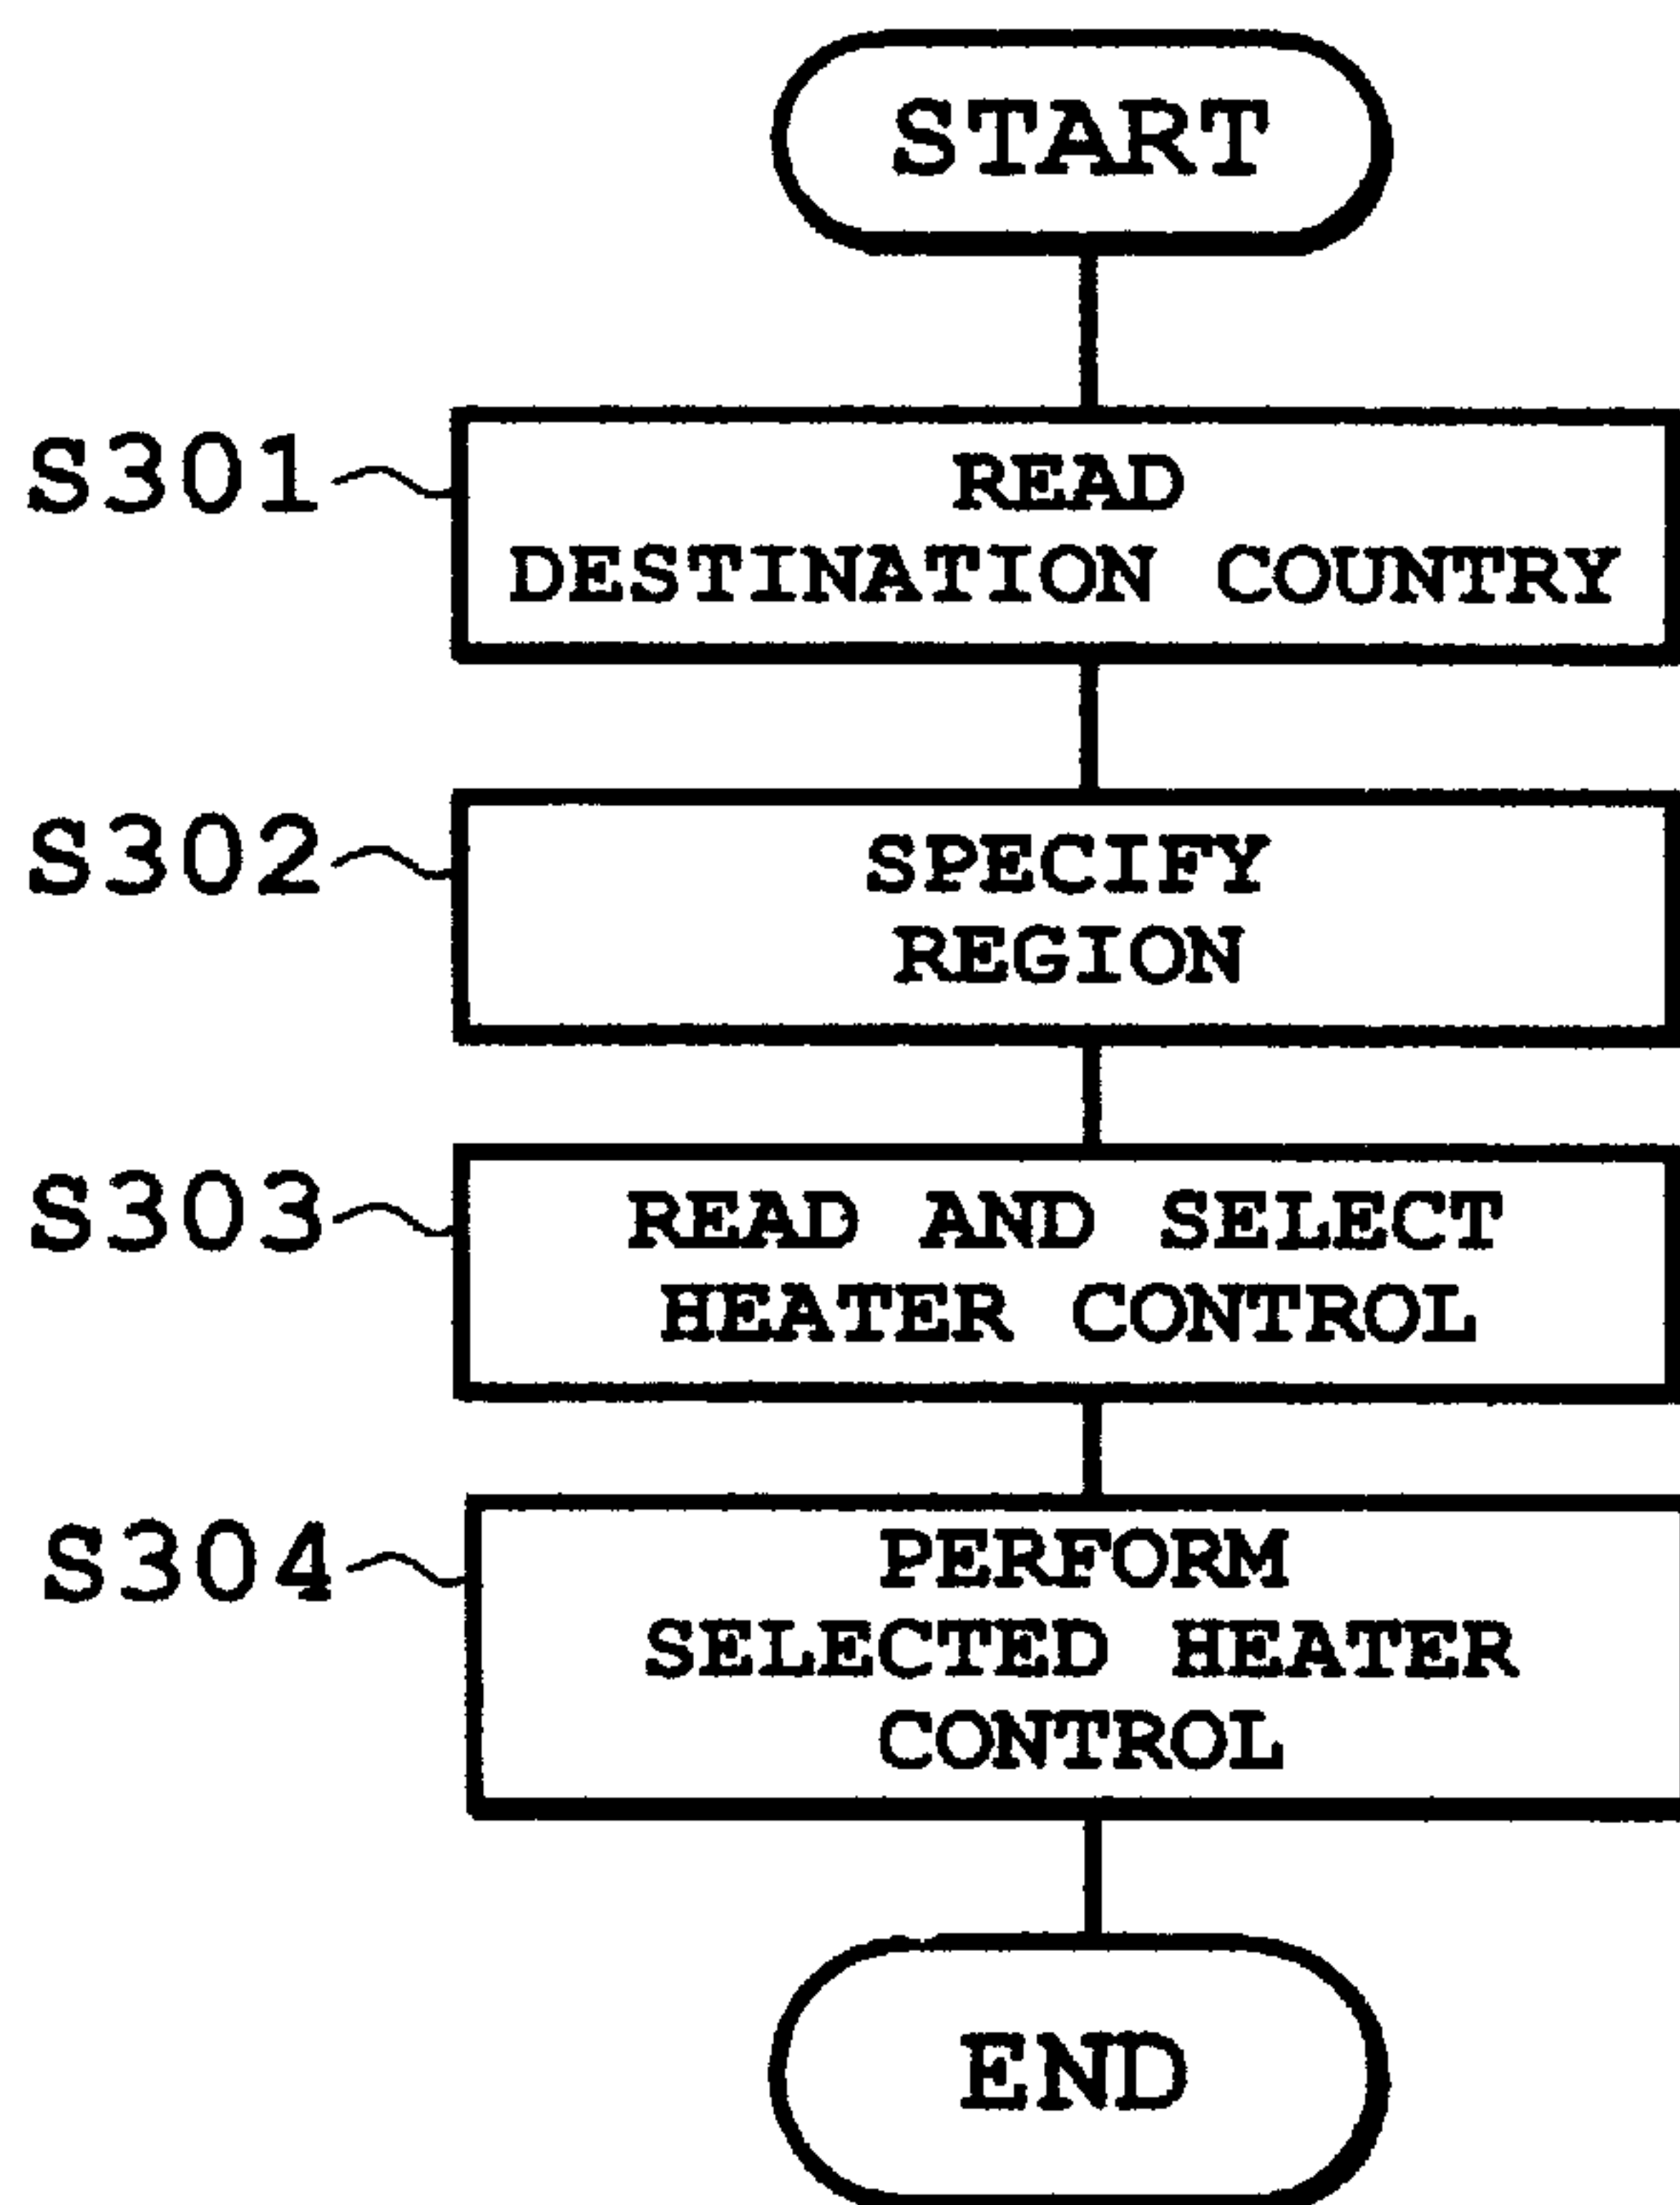 START
S301
READ
DESTINATION COUNTRY
S302
SPECIFY
REGION
S303
READ AND SELECT
HEATER CONTROL
S304
PERFORM
SELECTED HEATER
CONTROL
END